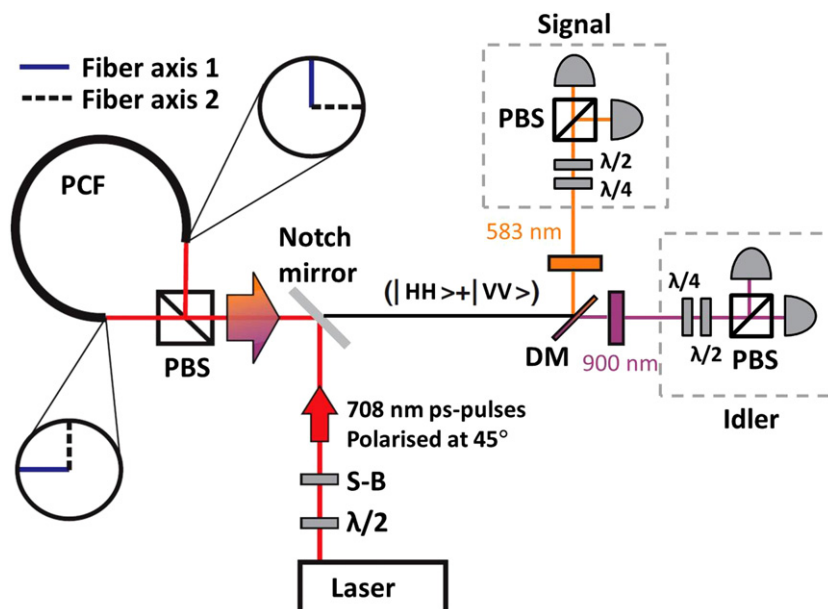 Signal
Fiber axis 1
Fiber axis 2
PBS
λ/2
λ/4
PCF
583 nm
Notch
mirror
(|HH>+|VV>)
λ/4
λ/2
PBS
PBS
DM
900 nm
Idler
708 nm ps-pulses
Polarised at 45°
S-B
λ/2
Laser